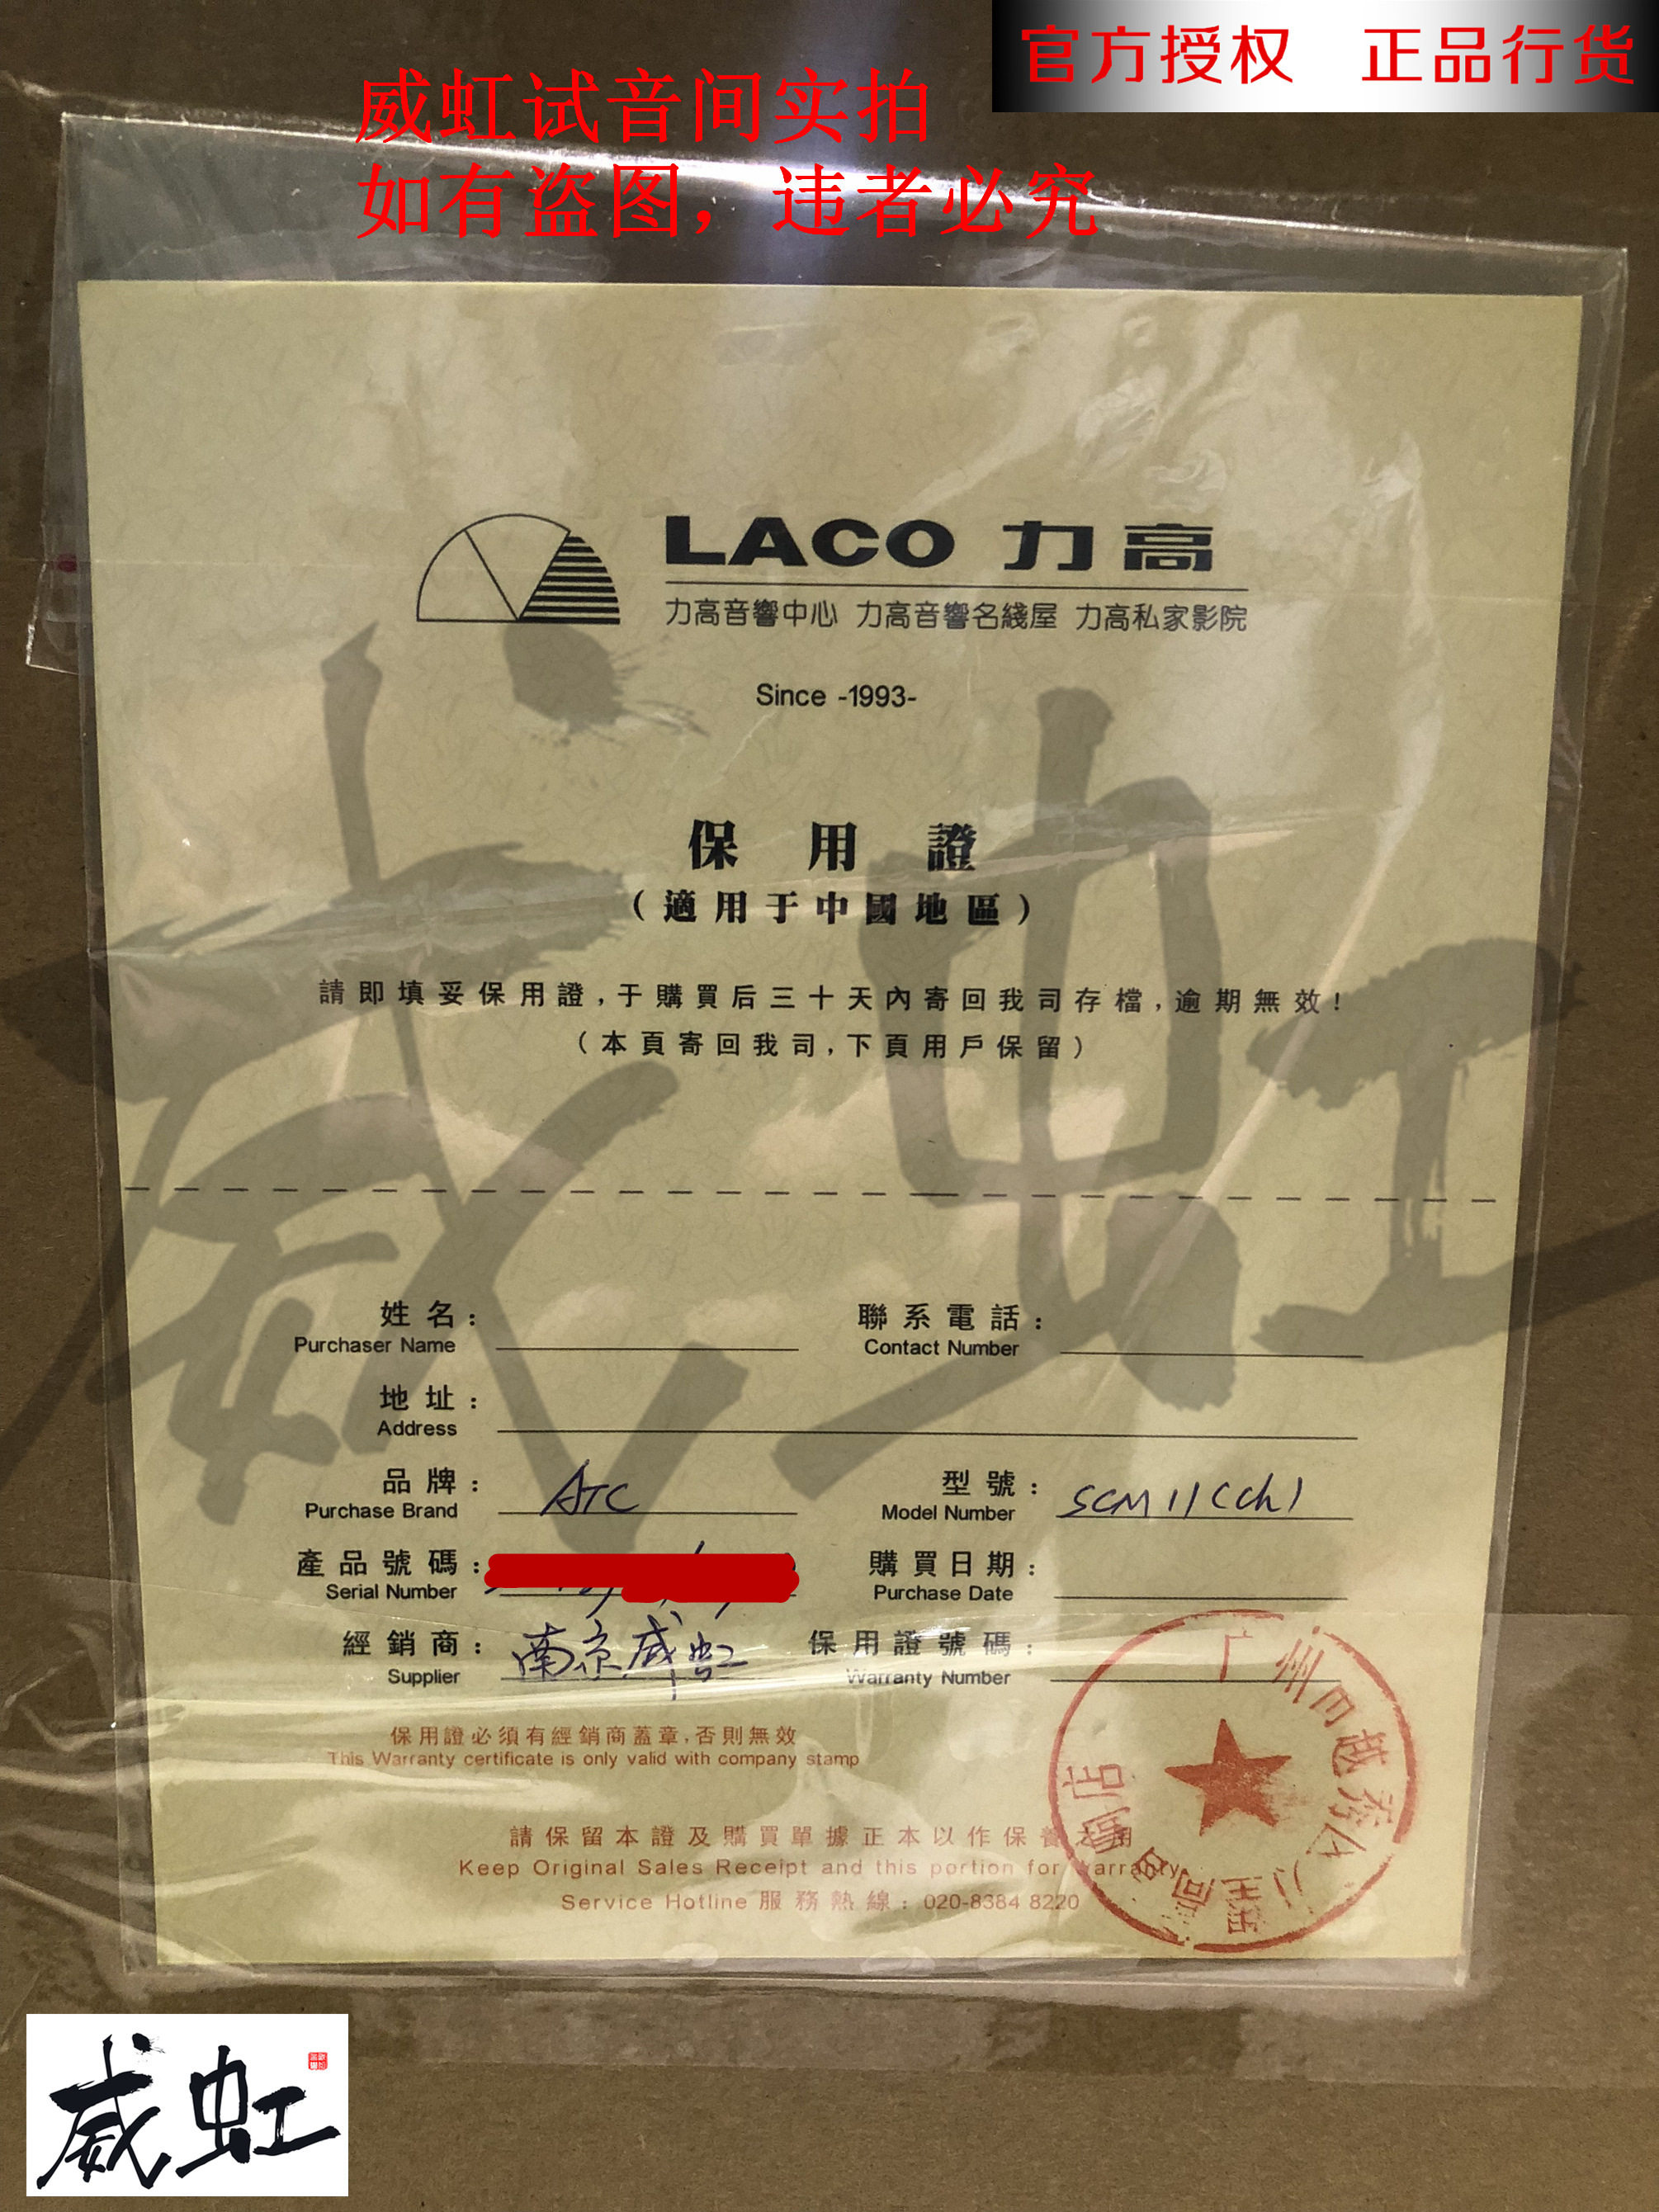 官方授权 正品行货
威虹试音间实拍
如有盗图，违者必究
LACO 力高
力高音響中心 力高音響名綫屋 力高私家影院
Since -1993-
保用證
（適用于中國地區）
請即填妥保用證，于購買后三十天內寄回我司存檔，逾期無效！
（本頁寄回我司，下頁用戶保留）
姓名： 聯系電話：
Purchaser Name Contact Number
地址：
Address
品牌： ATC 型號： SCM11(ch)
Purchase Brand Model Number
產品號碼： 購買日期：
Serial Number Purchase Date
經銷商： 南京威虹 保用證號碼：
Supplier Warranty Number
保用證必須有經銷商蓋章，否則無效
This Warranty certificate is only valid with company stamp
請保留本證及購買單據正本以作保養之用
Keep Original Sales Receipt and this portion for warranty
Service Hotline 服務熱線：020-8384 8220
广州市越秀区
威虹